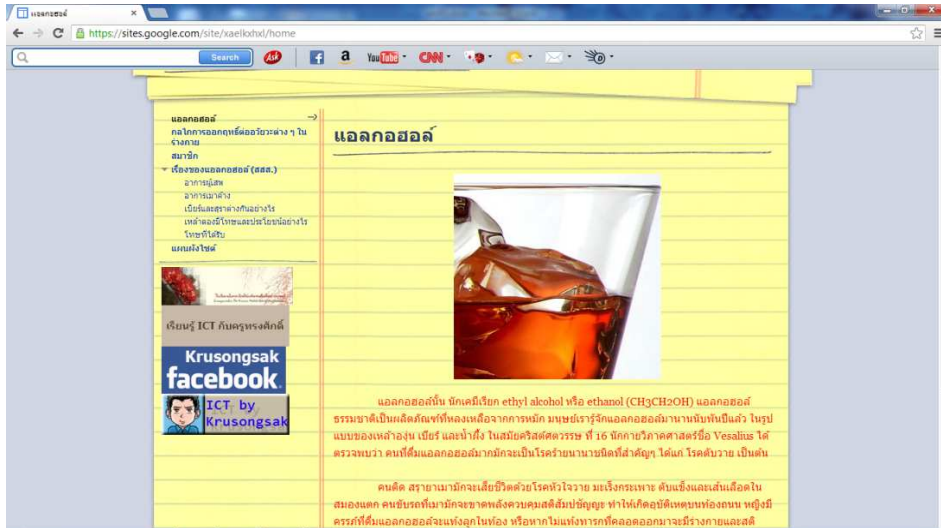 แอลกอฮอล์
https://sites.google.com/site/xaelkxhxl/home
Search
Ask
f
a
YouTube
CNN
แอลกอฮอล์
กลไกการออกฤทธิ์ต่ออวัยวะต่าง ๆ ใน
ร่างกาย
สมาชิก
เรื่องของแอลกอฮอล์ (สสส.)
อาการผู้เสพ
อาการเมาค้าง
เบียร์และสุราต่างกันอย่างไร
เหล้าดองมีโทษและประโยชน์อย่างไร
โทษที่ได้รับ
แผนผังไซต์
เรียนรู้ ICT กับครูทรงศักดิ์
Krusongsak
facebook
ICT by
Krusongsak
แอลกอฮอล์
แอลกอฮอล์นั้น นักเคมีเรียก ethyl alcohol หรือ ethanol (CH3CH2OH) แอลกอฮอล์
ธรรมชาติเป็นผลิตภัณฑ์ที่หลงเหลือจากการหมัก มนุษย์เรารู้จักแอลกอฮอล์มานานนับพันปีแล้ว ในรูป
แบบของเหล้าองุ่น เบียร์ และน้ำผึ้ง ในสมัยคริสต์ศตวรรษ ที่ 16 นักกายวิภาคศาสตร์ชื่อ Vesalius ได้
ตรวจพบว่า คนที่ดื่มแอลกอฮอล์มากมักจะเป็นโรคร้ายนานาชนิดที่สำคัญๆ ได้แก่ โรคตับวาย เป็นต้น
คนติด สุรายาเมามักจะเสียชีวิตด้วยโรคหัวใจวาย มะเร็งกระเพาะ ตับแข็งและเส้นเลือดใน
สมองแตก คนขับรถที่เมามักจะขาดพลังควบคุมสติสัมปชัญญะ ทำให้เกิดอุบัติเหตุบนท้องถนน หญิงมี
ครรภ์ที่ดื่มแอลกอฮอล์จะแท้งลูกในท้อง หรือหากไม่แท้งทารกที่คลอดออกมาจะมีร่างกายและสติ